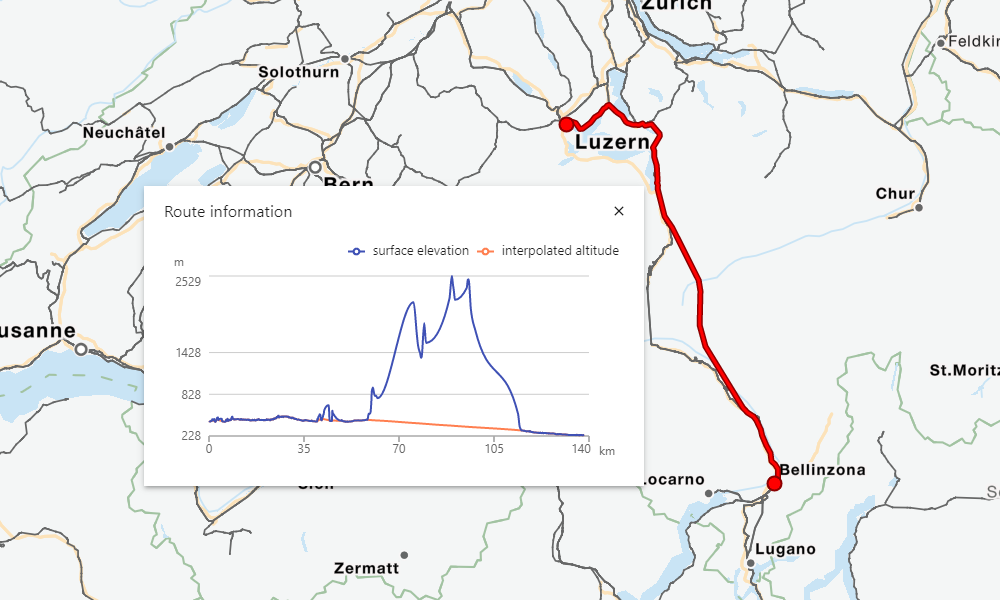 Zürich
Feldkir
Solothurn
Neuchâtel
Luzern
Bern
Chur
Route information
surface elevation interpolated altitude
m
2529
1428
828
228
0 35 70 105 140 km
usanne
St.Moritz
Bellinzona
ocarno
Sion
Lugano
Zermatt